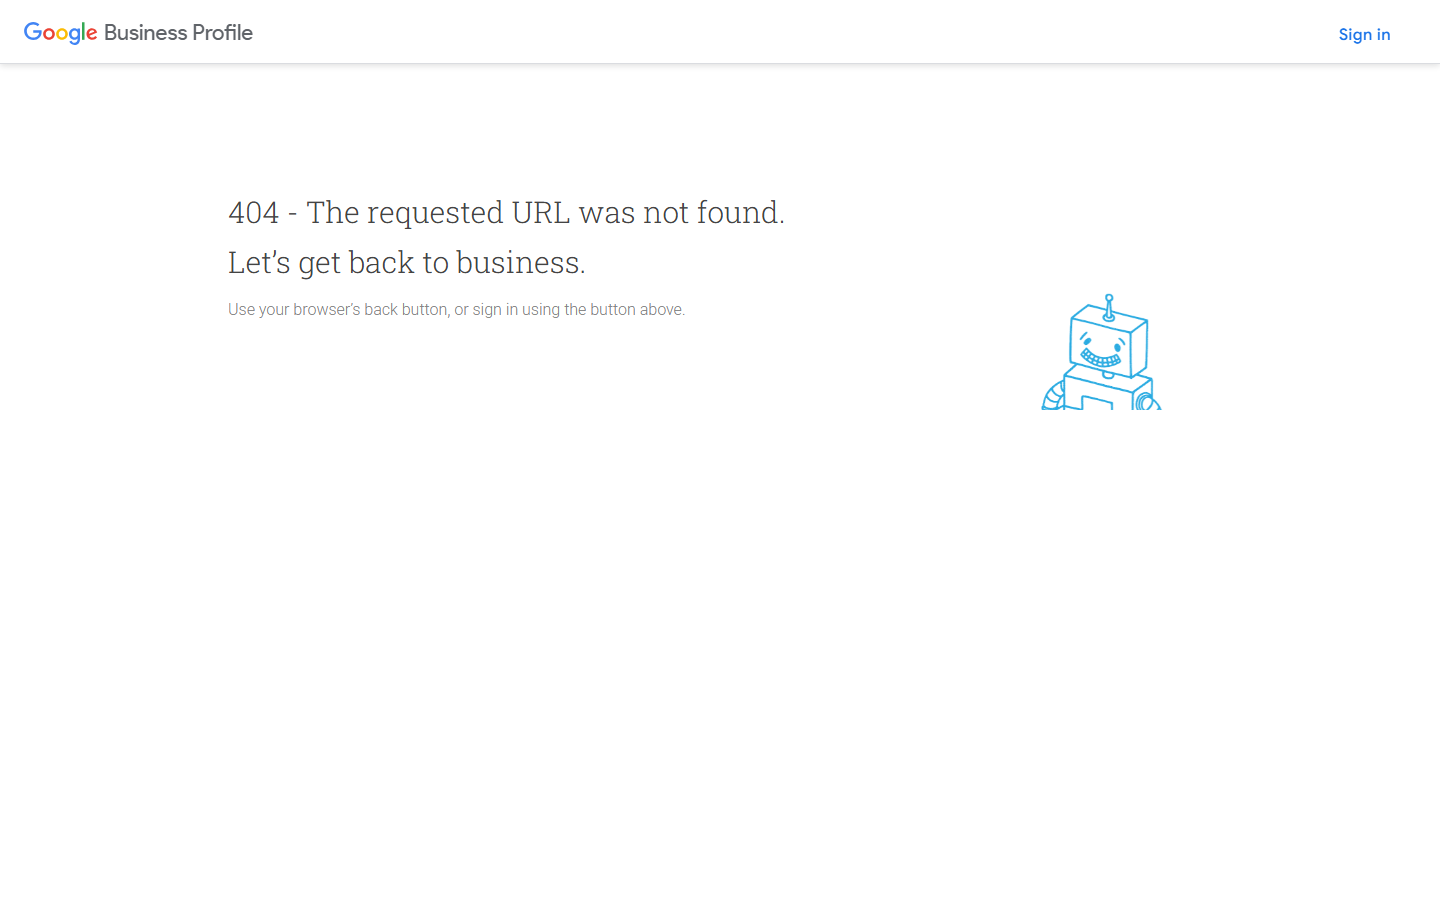 Google Business Profile
Sign in
404 - The requested URL was not found.
Let’s get back to business.
Use your browser’s back button, or sign in using the button above.